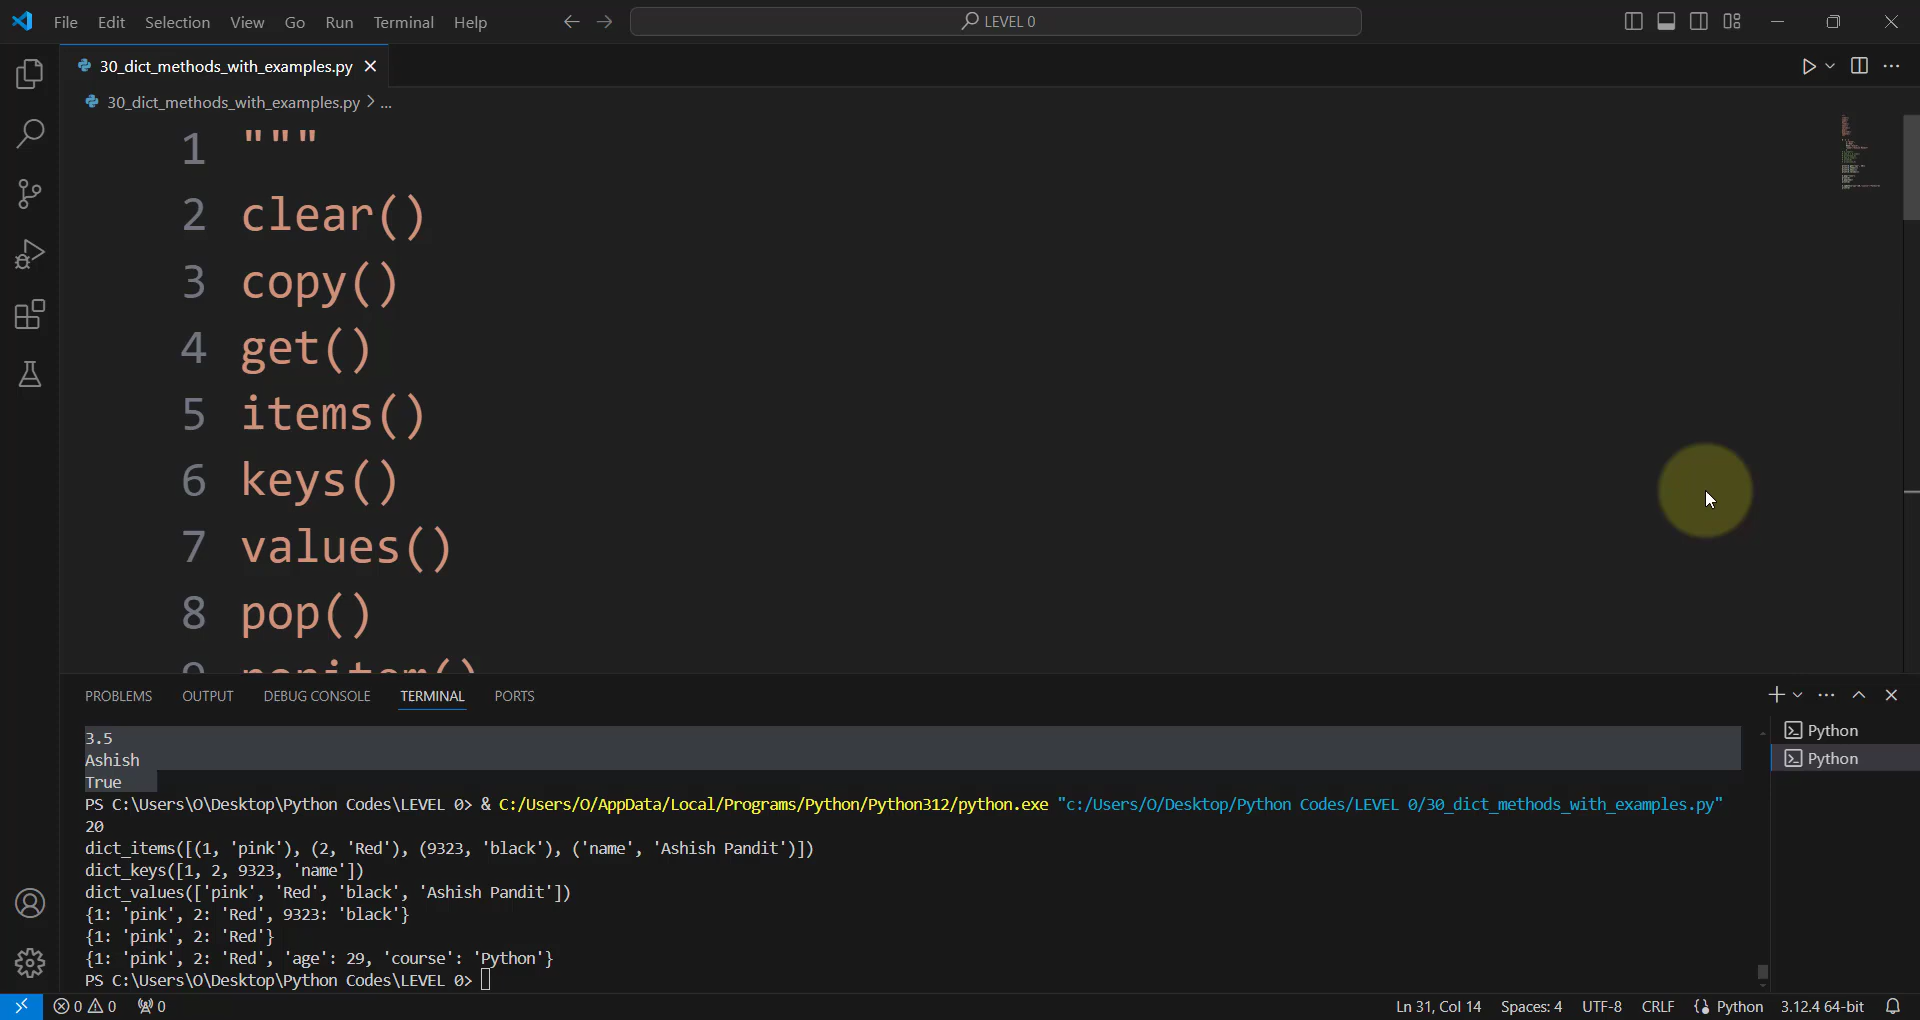 File Edit Selection View Go Run Terminal Help
LEVEL 0
30_dict_methods_with_examples.py
30_dict_methods_with_examples.py > ...
1 """
2 clear()
3 copy()
4 get()
5 items()
6 keys()
7 values()
8 pop()
9 popitem()
PROBLEMS OUTPUT DEBUG CONSOLE TERMINAL PORTS
3.5
Ashish
True
PS C:\Users\O\Desktop\Python Codes\LEVEL 0> & C:/Users/O/AppData/Local/Programs/Python/Python312/python.exe "c:/Users/O/Desktop/Python Codes/LEVEL 0/30_dict_methods_with_examples.py"
20
dict_items([(1, 'pink'), (2, 'Red'), (9323, 'black'), ('name', 'Ashish Pandit')])
dict_keys([1, 2, 9323, 'name'])
dict_values(['pink', 'Red', 'black', 'Ashish Pandit'])
{1: 'pink', 2: 'Red', 9323: 'black'}
{1: 'pink', 2: 'Red'}
{1: 'pink', 2: 'Red', 'age': 29, 'course': 'Python'}
PS C:\Users\O\Desktop\Python Codes\LEVEL 0>
Python
Python
0 0 0
Ln 31, Col 14 Spaces: 4 UTF-8 CRLF Python 3.12.4 64-bit